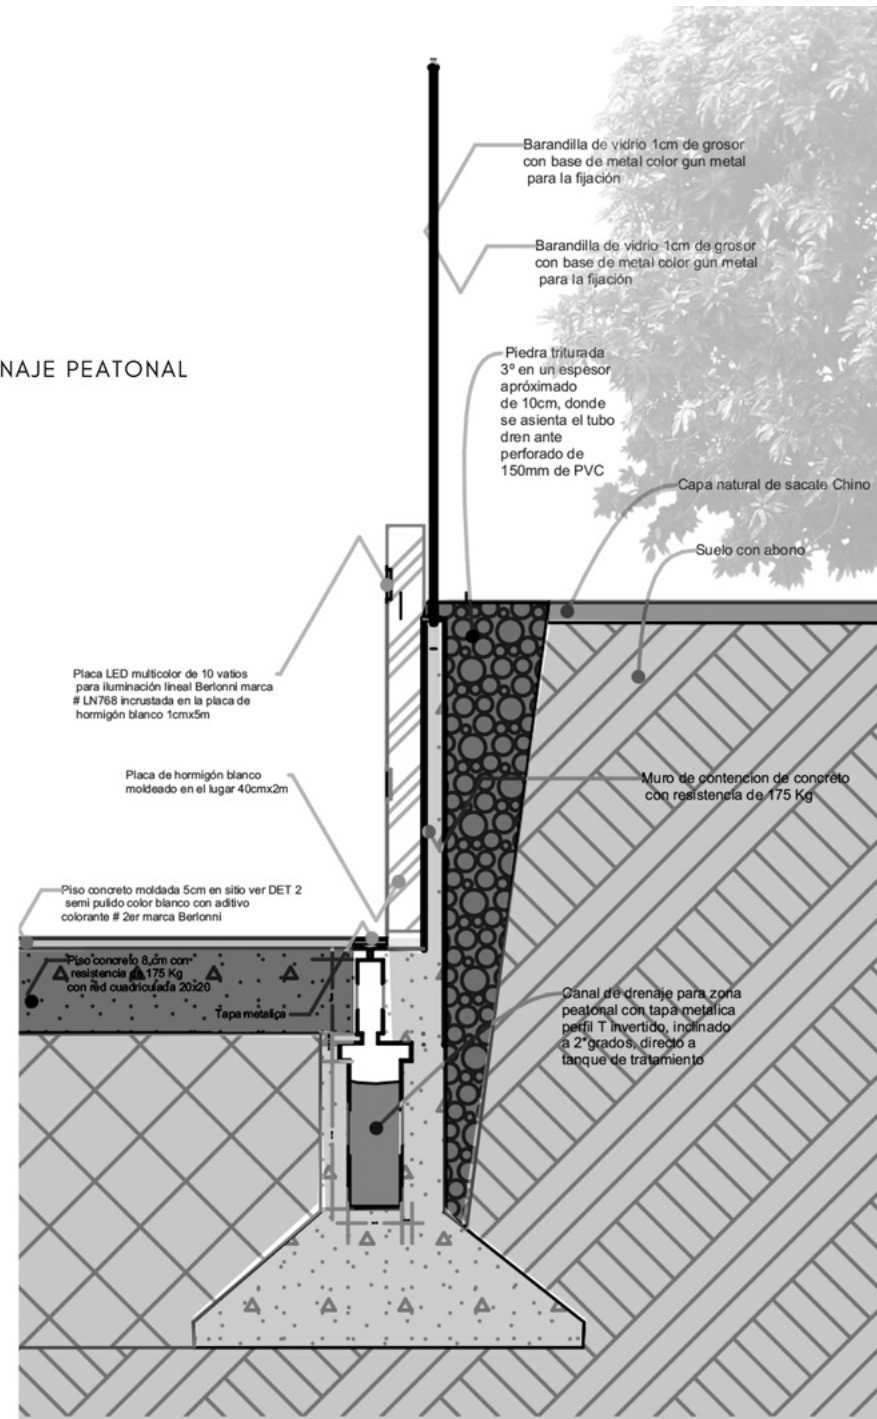 Barandilla de vidrio 1cm de grosor
con base de metal color gun metal
para la fijación
Barandilla de vidrio 1cm de grosor
con base de metal color gun metal
para la fijación
NAJE PEATONAL
Piedra triturada
3º en un espesor
apróximado
de 10cm, donde
se asienta el tubo
dren ante
perforado de
150mm de PVC
Capa natural de sacate Chino
Suelo con abono
Placa LED multicolor de 10 vatios
para iluminación lineal Berlonni marca
# LN768 incrustada en la placa de
hormigón blanco 1cmx5m
Placa de hormigón blanco
moldeado en el lugar 40cmx2m
Muro de contencion de concreto
con resistencia de 175 Kg
Piso concreto moldada 5cm en sitio ver DET 2
semi pulido color blanco con aditivo
colorante # 2er marca Berlonni
Piso concreto 8,cm con
resistencia de 175 Kg
con red cuadriculada 20x20
Tapa metalica
Canal de drenaje para zona
peatonal con tapa metalica
perfil T invertido, inclinado
a 2°grados, directo a
tanque de tratamiento